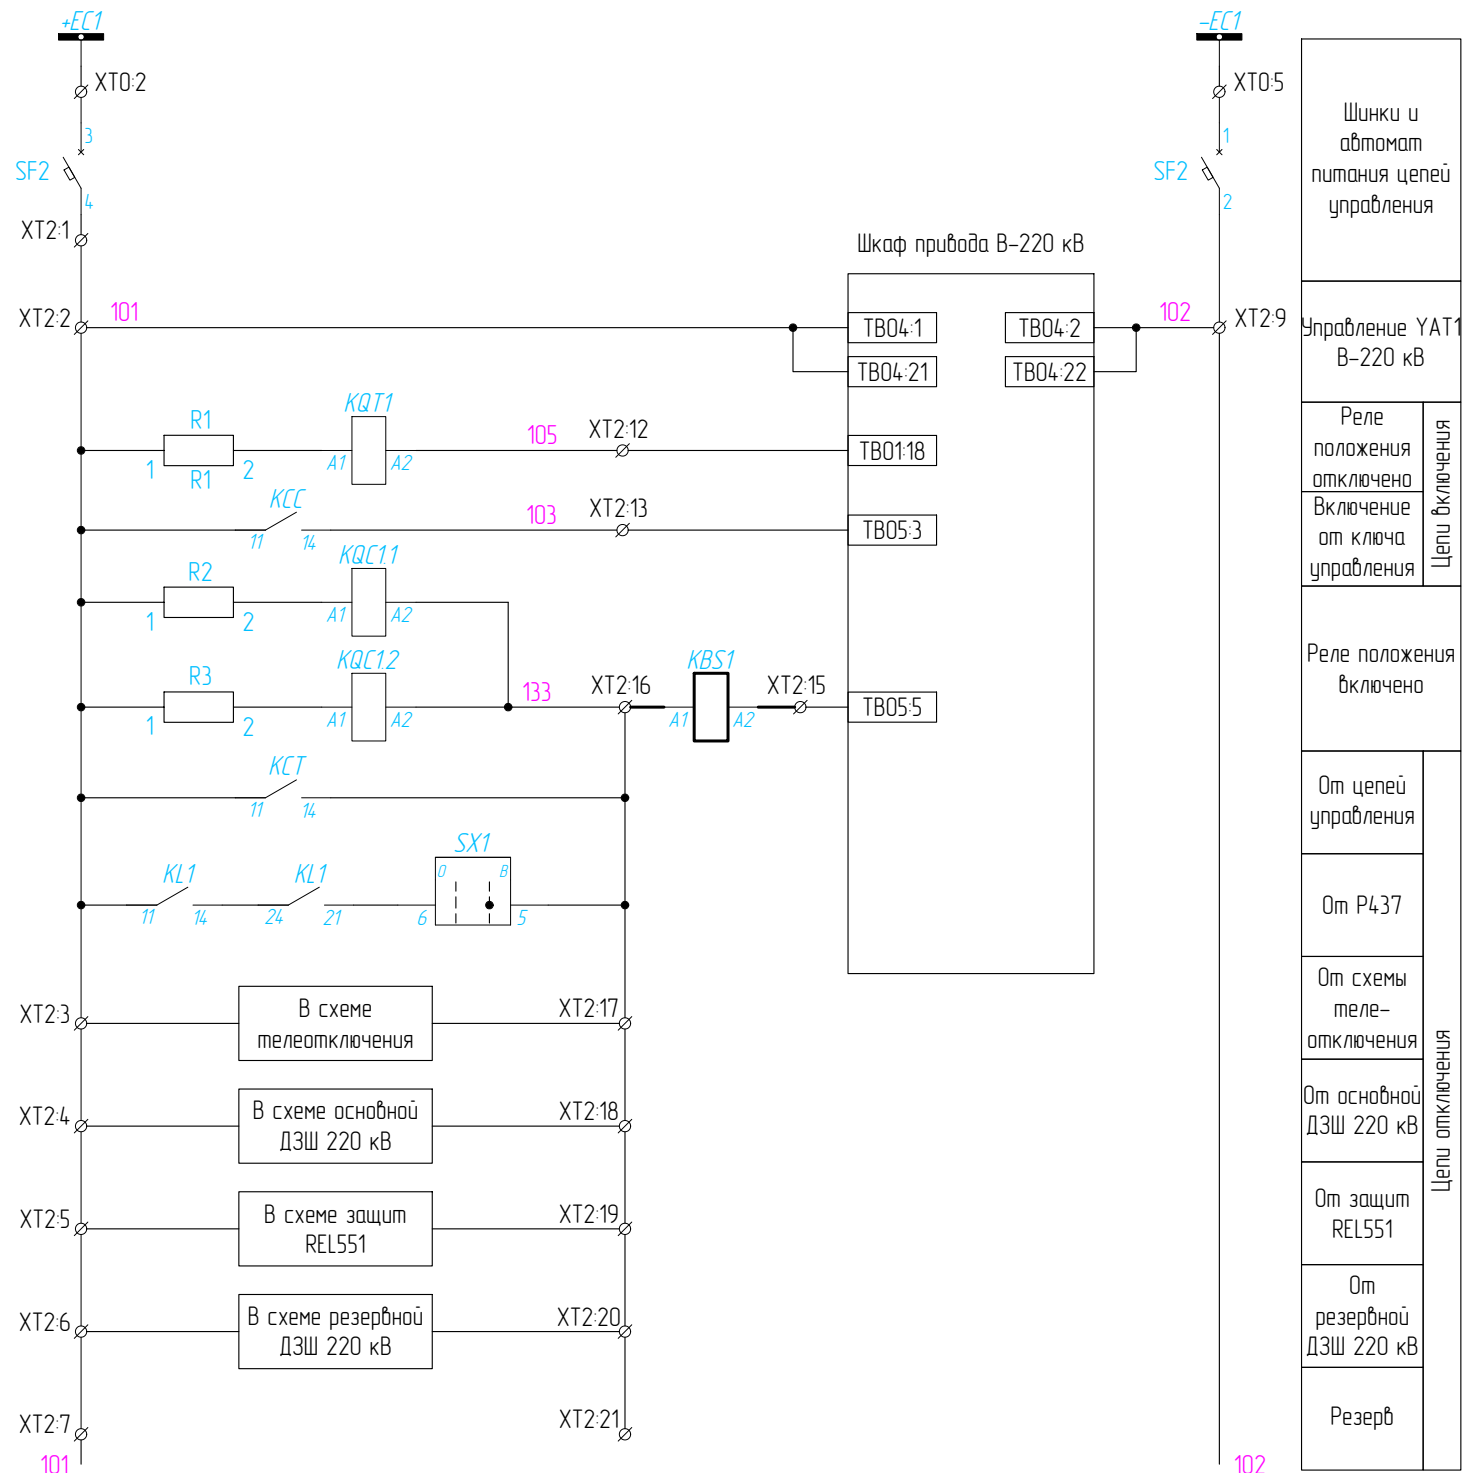 +EC1
-EC1
XT0:2
XT0:5
3
1
SF2
SF2
4
2
XT2:1
Шинки и
автомат
питания цепей
управления
Шкаф привода В-220 кВ
XT2:2
101
TB04:1
TB04:2
102
XT2:9
TB04:21
TB04:22
Управление YAT1
В-220 кВ
R1
KQT1
105
XT2:12
1
R1
2
A1
A2
TB01:18
Реле
положения
отключено
Цепи включения
KCC
11
14
103
XT2:13
TB05:3
Включение
от ключа
управления
R2
KQC1.1
1
2
A1
A2
R3
KQC1.2
1
2
A1
A2
133
XT2:16
KBS1
A1
A2
XT2:15
TB05:5
Реле положения
включено
KCT
11
14
От цепей
управления
Цепи отключения
KL1
11
14
KL1
24
21
SX1
О
В
6
5
От P437
XT2:3
В схеме
телеотключения
XT2:17
От схемы
теле-
отключения
XT2:4
В схеме основной
ДЗШ 220 кВ
XT2:18
От основной
ДЗШ 220 кВ
XT2:5
В схеме защит
REL551
XT2:19
От защит
REL551
XT2:6
В схеме резервной
ДЗШ 220 кВ
XT2:20
От
резервной
ДЗШ 220 кВ
XT2:7
XT2:21
Резерв
101
102